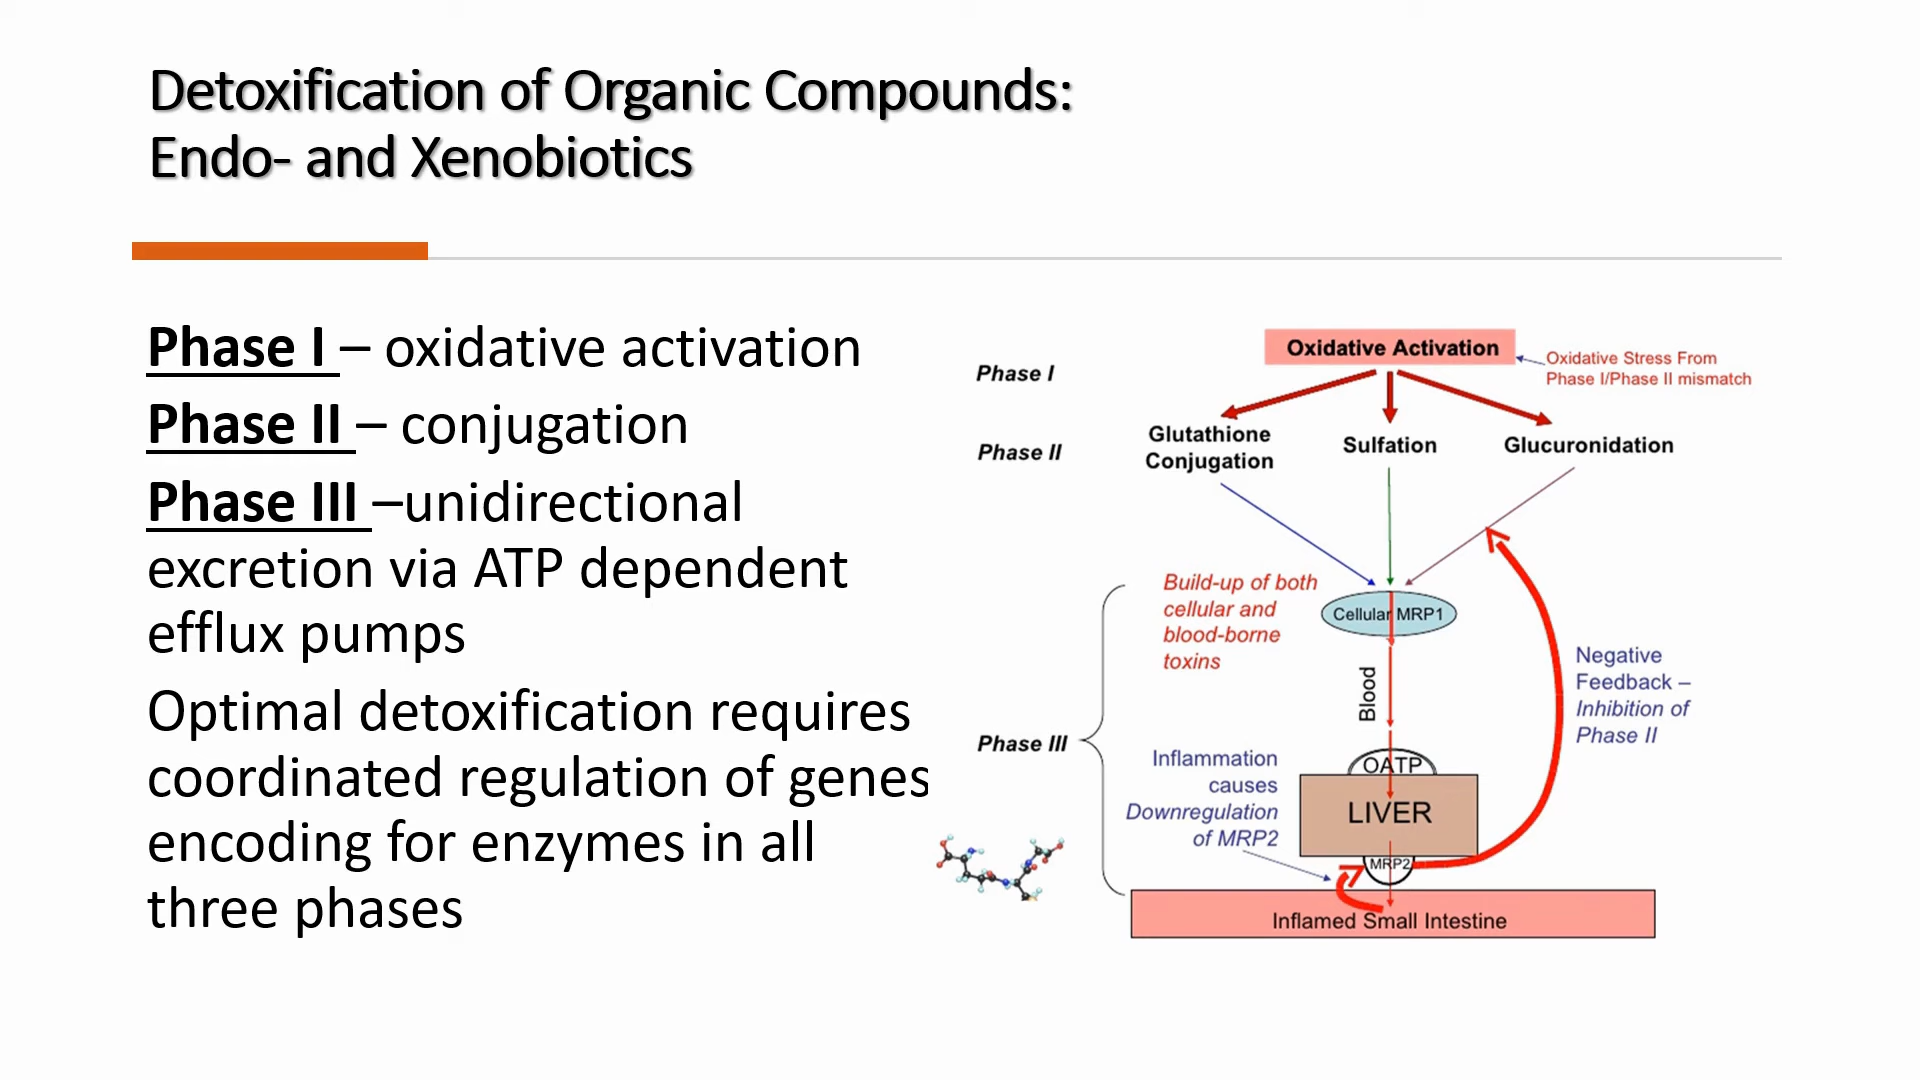 Detoxification of Organic Compounds:
Endo- and Xenobiotics
Phase I – oxidative activation
Phase II – conjugation
Phase III –unidirectional
excretion via ATP dependent
efflux pumps
Optimal detoxification requires
coordinated regulation of genes
encoding for enzymes in all
three phases
Oxidative Activation
Oxidative Stress From
Phase I/Phase II mismatch
Phase I
Phase II
Glutathione
Conjugation
Sulfation
Glucuronidation
Build-up of both
cellular and
blood-borne
toxins
Cellular MRP1
Blood
Negative
Feedback –
Inhibition of
Phase II
Phase III
Inflammation
causes
Downregulation
of MRP2
OATP
LIVER
MRP2
Inflamed Small Intestine